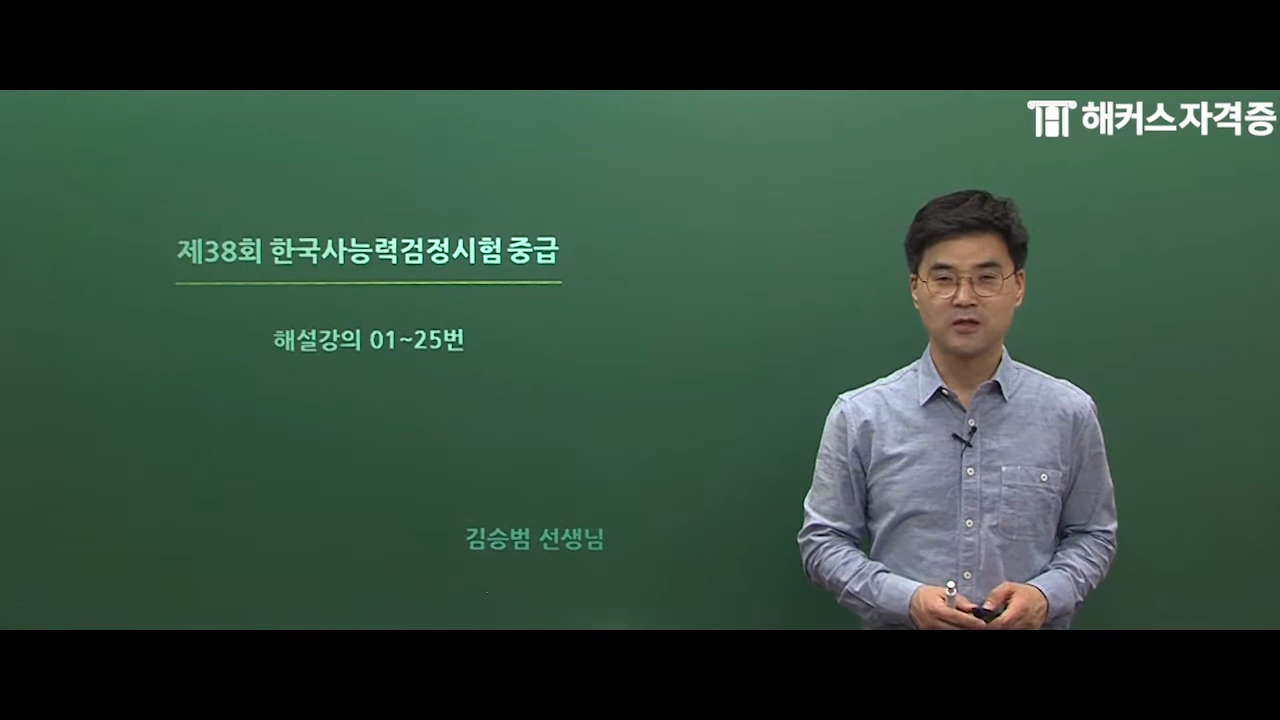 해커스자격증
제38회 한국사능력검정시험 중급
해설강의 01~25번
김승범 선생님